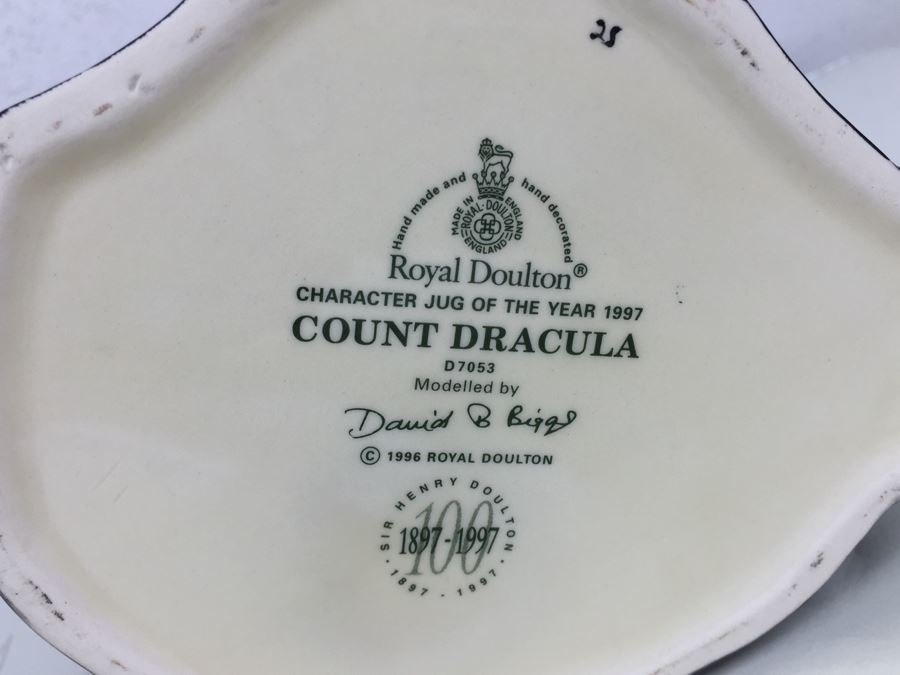 28
Hand made and hand decorated
MADE IN ENGLAND
ROYAL·DOULTON
ENGLAND
Royal Doulton®
CHARACTER JUG OF THE YEAR 1997
COUNT DRACULA
D7053
Modelled by
David B Biggs
© 1996 ROYAL DOULTON
SIR HENRY DOULTON
100
1897-1997
· 1897 - 1997 ·